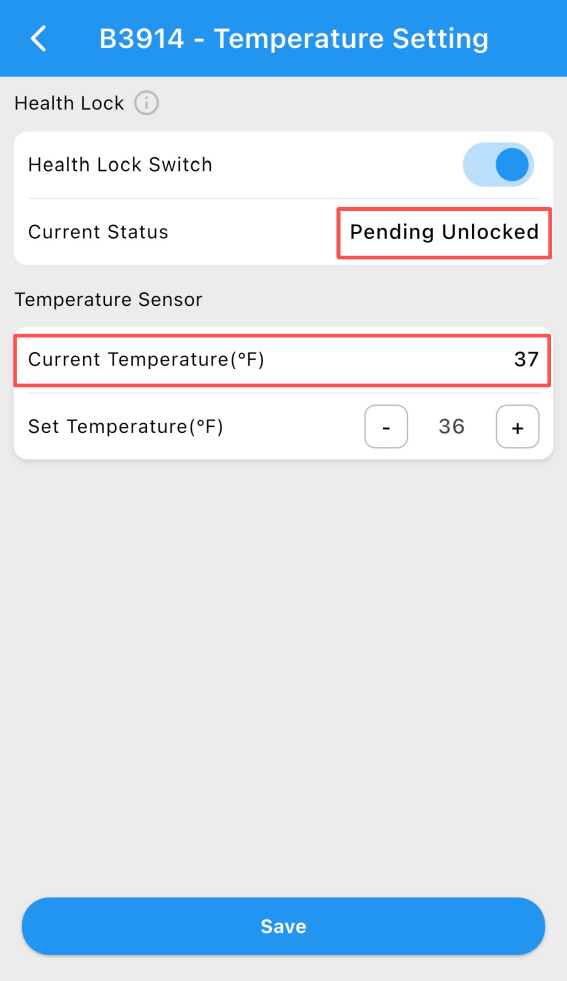 B3914 - Temperature Setting
Health Lock
Health Lock Switch
Current Status Pending Unlocked
Temperature Sensor
Current Temperature(°F) 37
Set Temperature(°F) - 36 +
Save